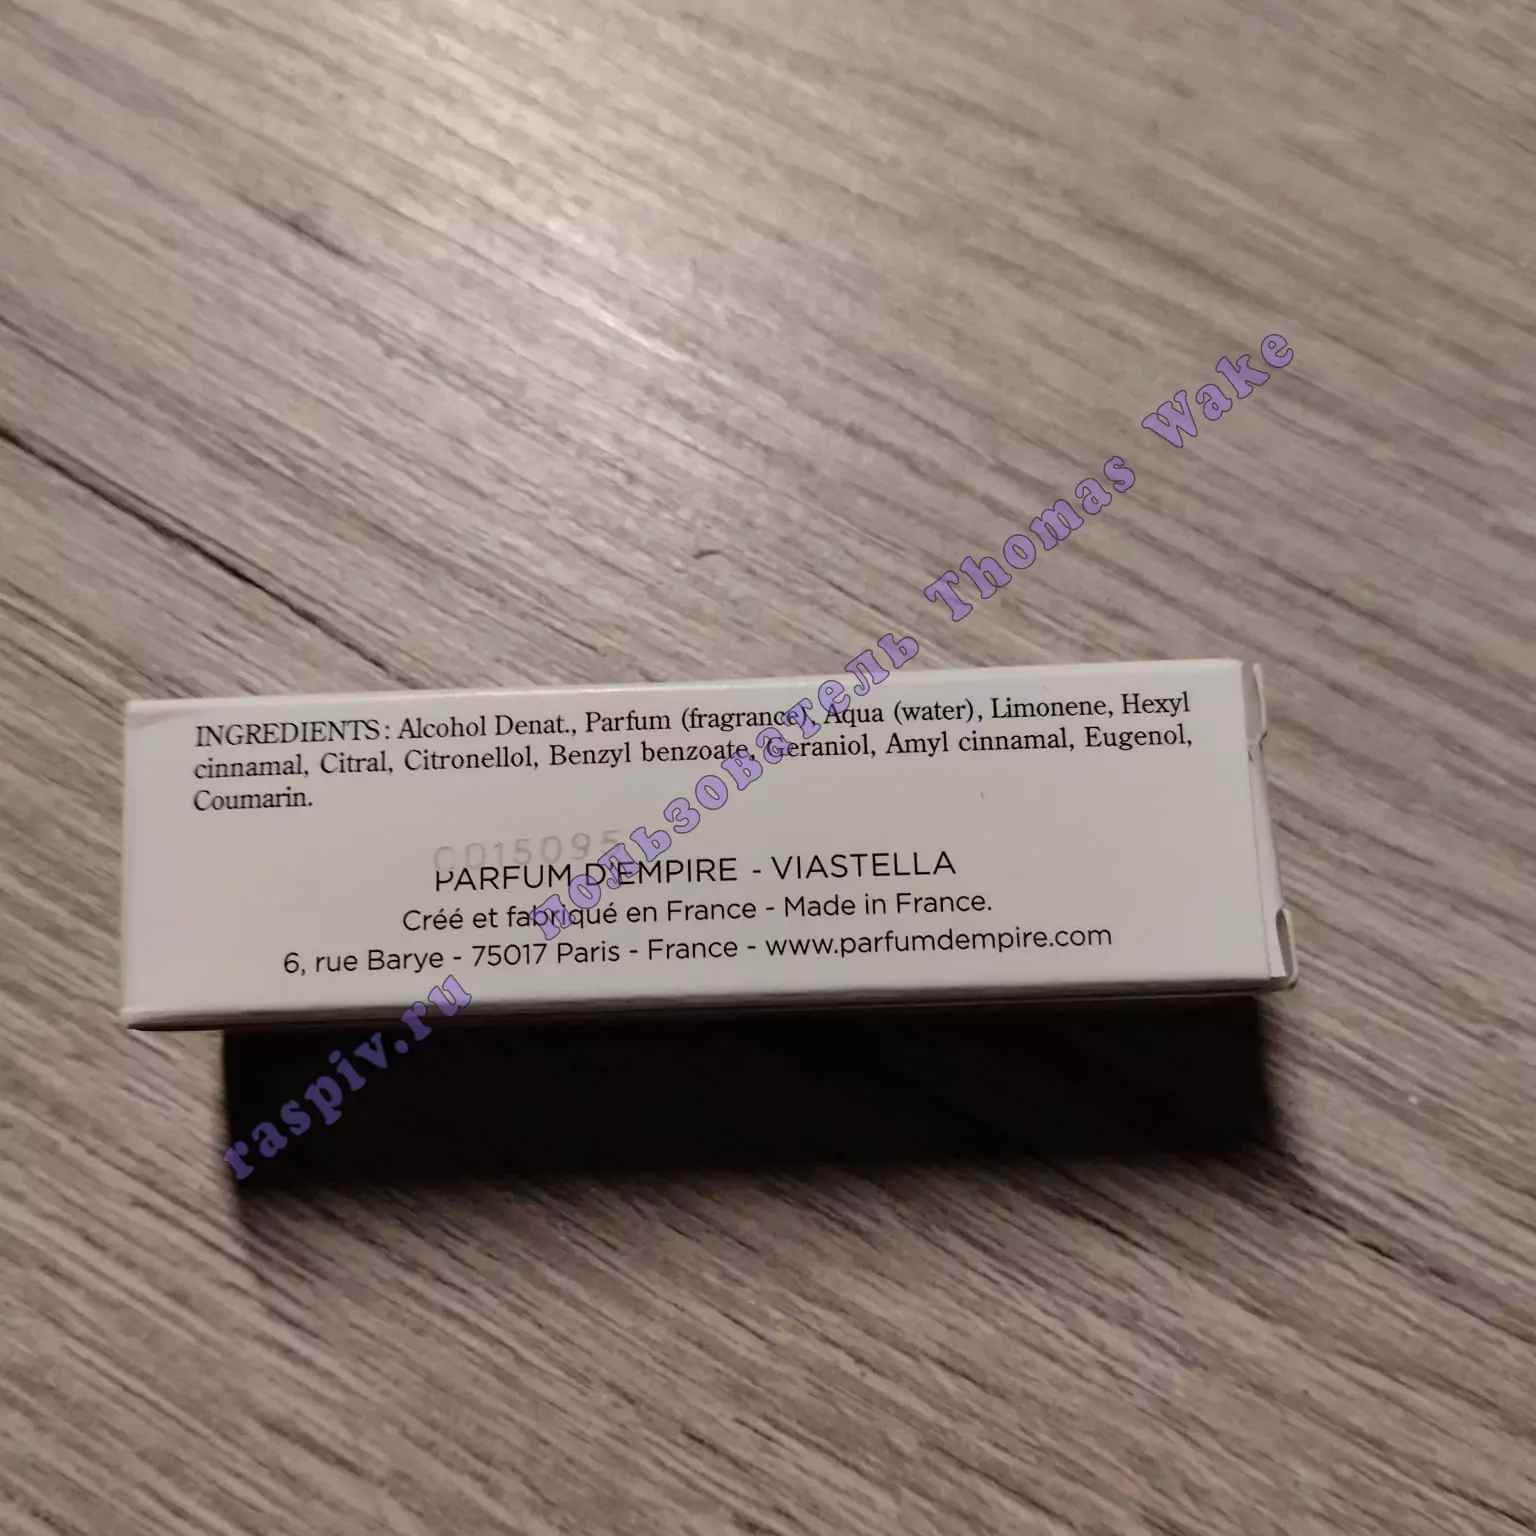 INGREDIENTS: Alcohol Denat., Parfum (fragrance), Aqua (water), Limonene, Hexyl
cinnamal, Citral, Citronellol, Benzyl benzoate, Geraniol, Amyl cinnamal, Eugenol,
Coumarin.
C015095
PARFUM D'EMPIRE - VIASTELLA
Créé et fabriqué en France - Made in France.
6, rue Barye - 75017 Paris - France - www.parfumdempire.com
raspiv.ru пользователь Thomas Wake